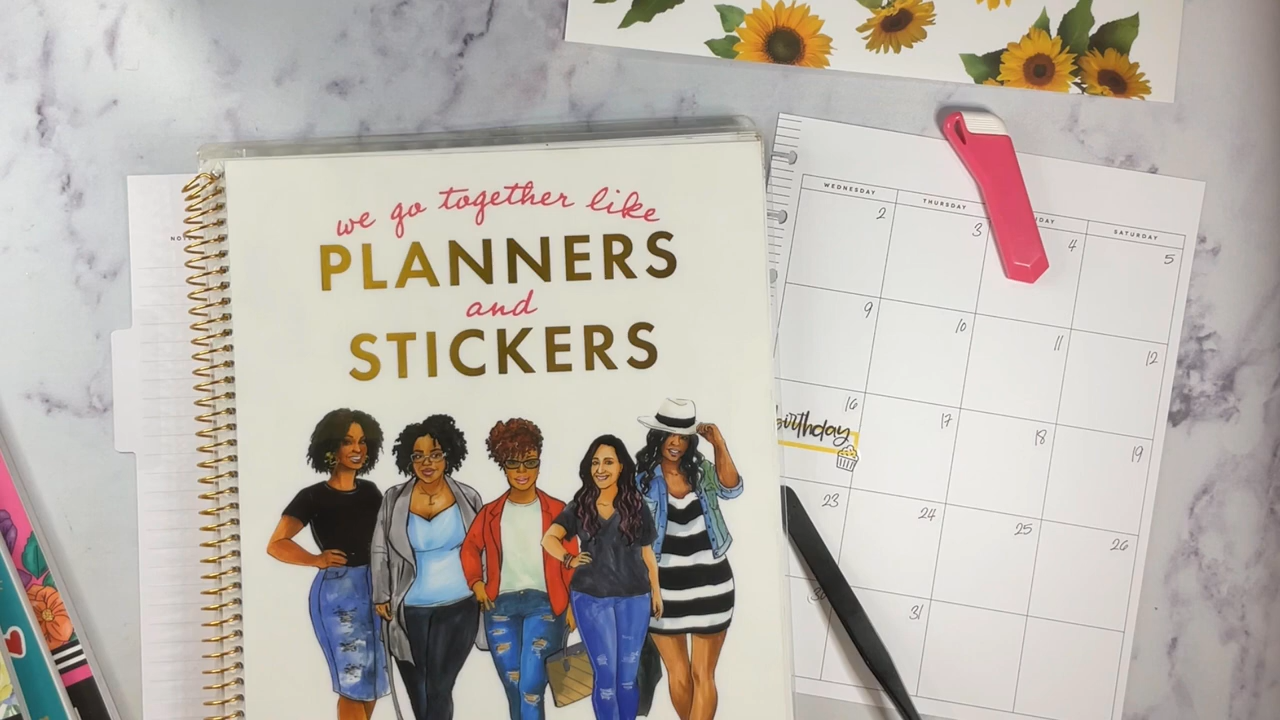 we go together like
PLANNERS
and
STICKERS
WEDNESDAY THURSDAY SATURDAY
2 3 4 5
9 10 11 12
16 17 18 19
birthday
23 24 25 26
30 31